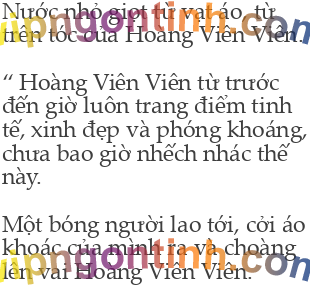 Nước nhỏ giọt từ vạt áo, từ
trên tóc của Hoàng Viên Viên.
“ Hoàng Viên Viên từ trước
đến giờ luôn trang điểm tinh
tế, xinh đẹp và phóng khoáng,
chưa bao giờ nhếch nhác thế
này.
Một bóng người lao tới, cởi áo
khoác của mình ra và choàng
lên vai Hoàng Viên Viên.